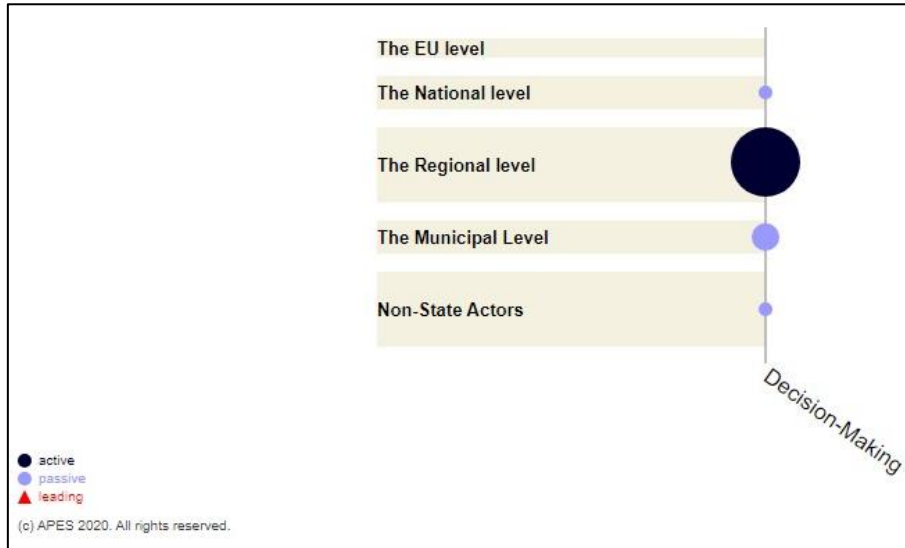 The EU level
The National level
The Regional level
The Municipal Level
Non-State Actors
Decision-Making
active
passive
leading
(c) APES 2020. All rights reserved.